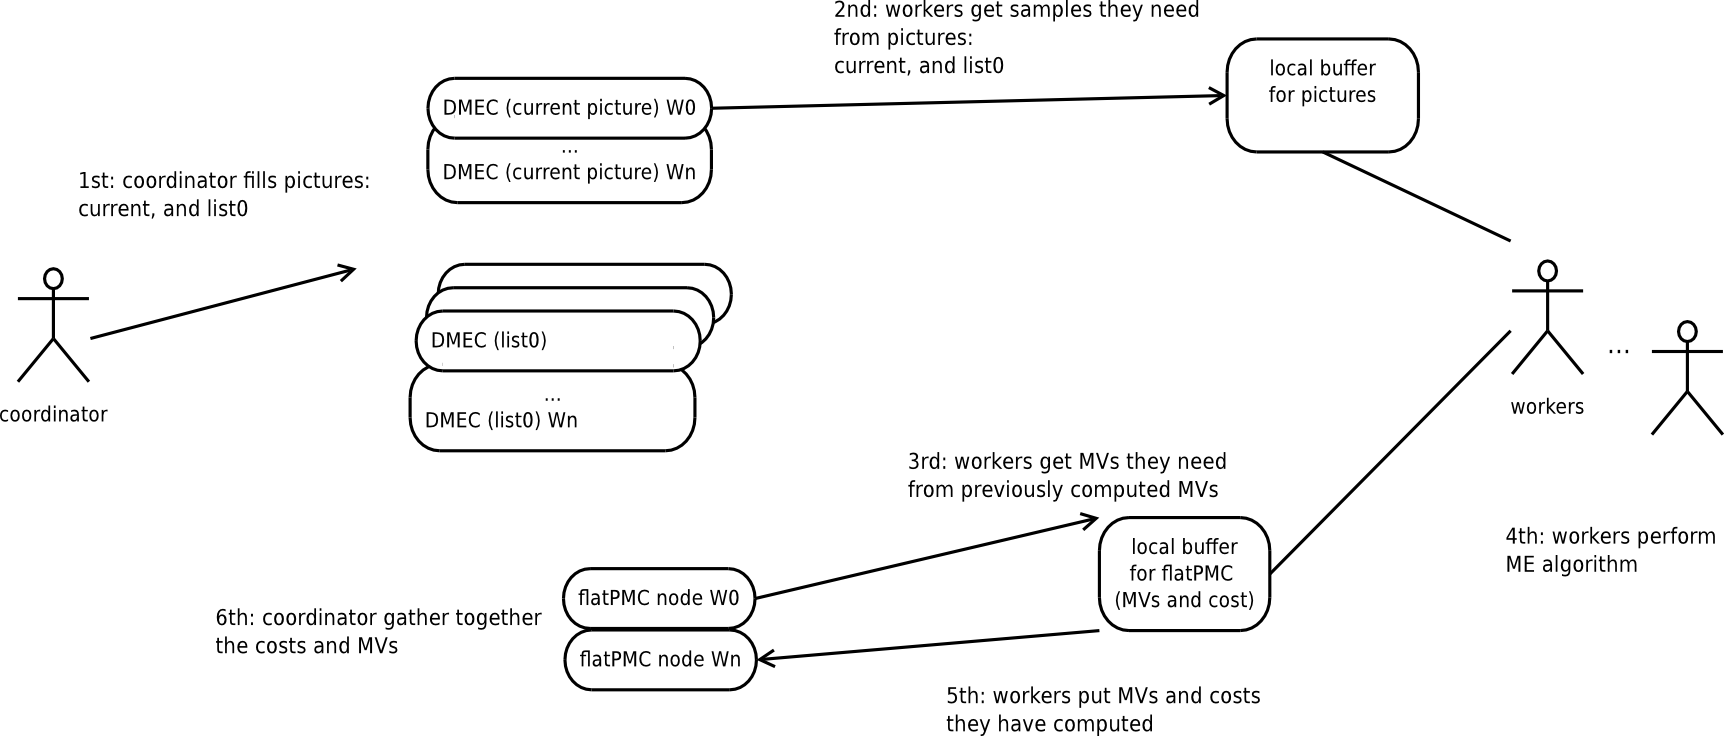 2nd: workers get samples they need
from pictures:
current, and list0
local buffer
for pictures
DMEC (current picture) W0
...
DMEC (current picture) Wn
1st: coordinator fills pictures:
current, and list0
coordinator
DMEC (list0)
...
DMEC (list0) Wn
...
workers
3rd: workers get MVs they need
from previously computed MVs
local buffer
for flatPMC
(MVs and cost)
4th: workers perform
ME algorithm
flatPMC node W0
flatPMC node Wn
6th: coordinator gather together
the costs and MVs
5th: workers put MVs and costs
they have computed